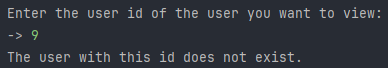 Enter the user id of the user you want to view:
-> 9
The user with this id does not exist.